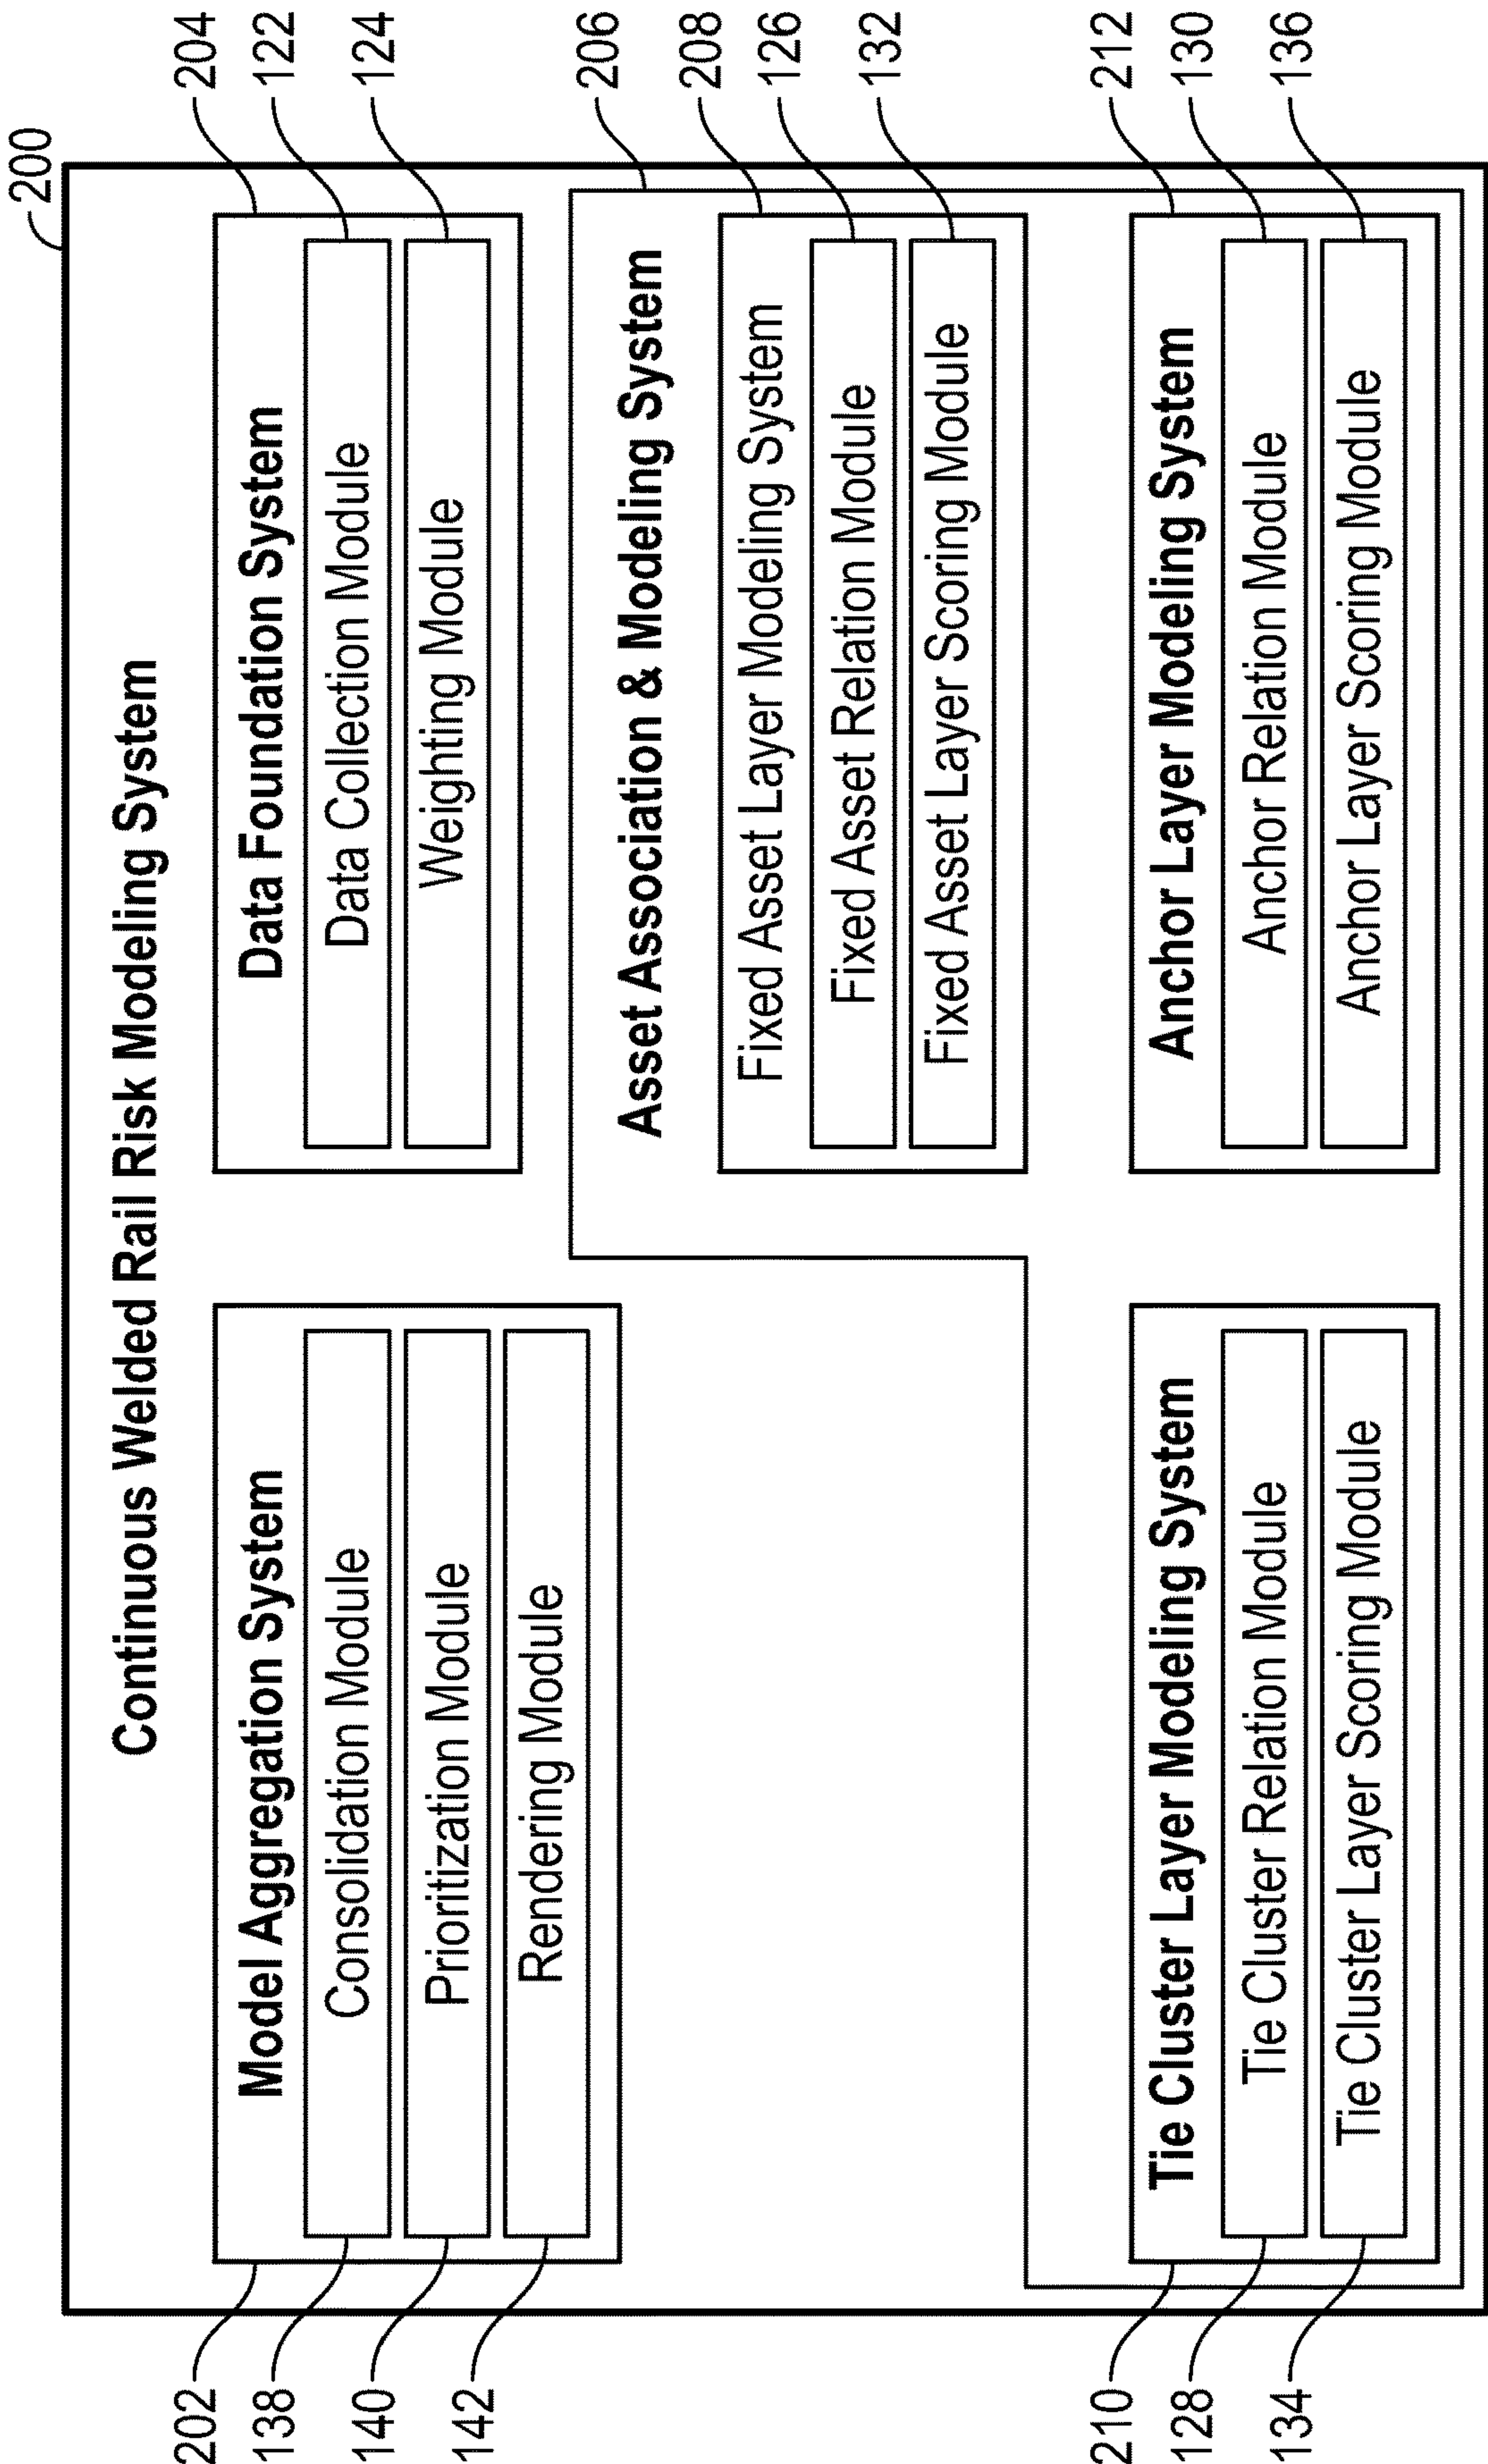 200
Continuous Welded Rail Risk Modeling System
202
Model Aggregation System
138
Consolidation Module
140
Prioritization Module
142
Rendering Module
204
Data Foundation System
122
Data Collection Module
124
Weighting Module
206
Asset Association & Modeling System
208
Fixed Asset Layer Modeling System
126
Fixed Asset Relation Module
132
Fixed Asset Layer Scoring Module
210
Tie Cluster Layer Modeling System
128
Tie Cluster Relation Module
134
Tie Cluster Layer Scoring Module
212
Anchor Layer Modeling System
130
Anchor Relation Module
136
Anchor Layer Scoring Module